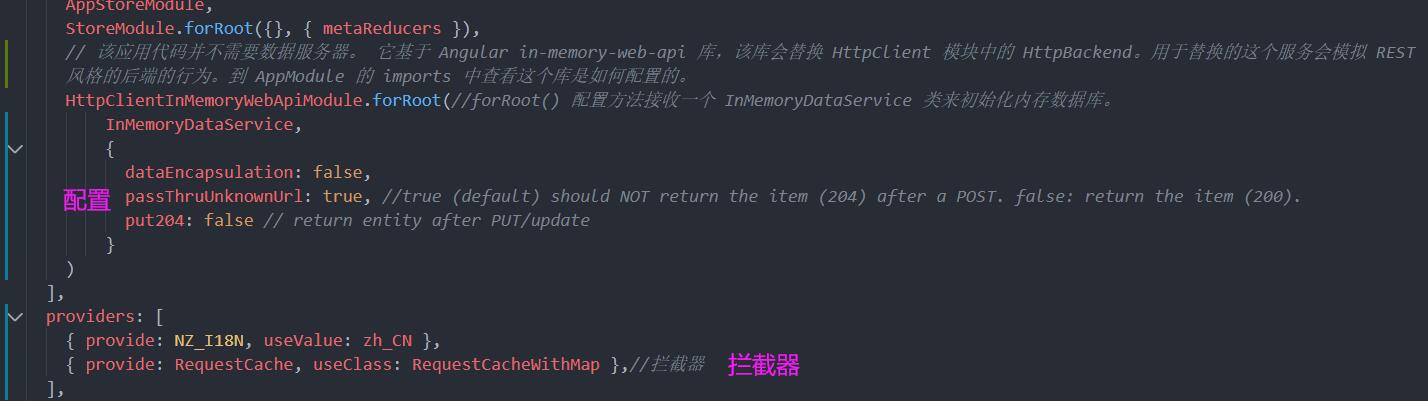 AppStoreModule,
StoreModule.forRoot({}, { metaReducers }),
// 该应用代码并不需要数据服务器。 它基于 Angular in-memory-web-api 库，该库会替换 HttpClient 模块中的 HttpBackend。用于替换的这个服务会模拟 REST
风格的后端的行为。到 AppModule 的 imports 中查看这个库是如何配置的。
HttpClientInMemoryWebApiModule.forRoot(//forRoot() 配置方法接收一个 InMemoryDataService 类来初始化内存数据库。
InMemoryDataService,
{
dataEncapsulation: false,
配置 passThruUnknownUrl: true, //true (default) should NOT return the item (204) after a POST. false: return the item (200).
put204: false // return entity after PUT/update
}
)
],
providers: [
{ provide: NZ_I18N, useValue: zh_CN },
{ provide: RequestCache, useClass: RequestCacheWithMap },//拦截器 拦截器
],